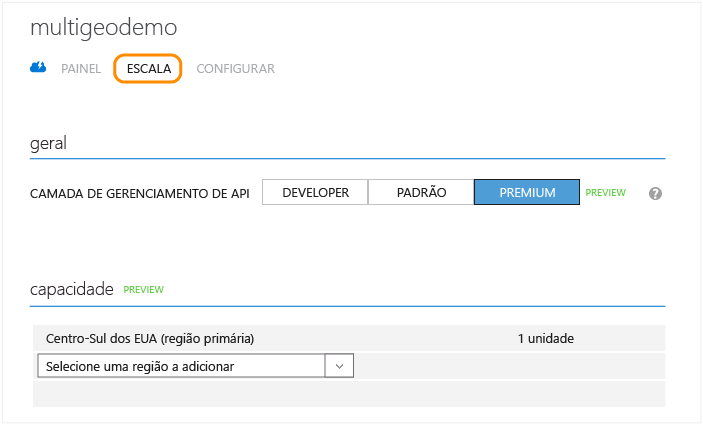 multigeodemo
PAINEL ESCALA CONFIGURAR
geral
CAMADA DE GERENCIAMENTO DE API DEVELOPER PADRÃO PREMIUM PREVIEW ?
capacidade PREVIEW
Centro-Sul dos EUA (região primária) 1 unidade
Selecione uma região a adicionar